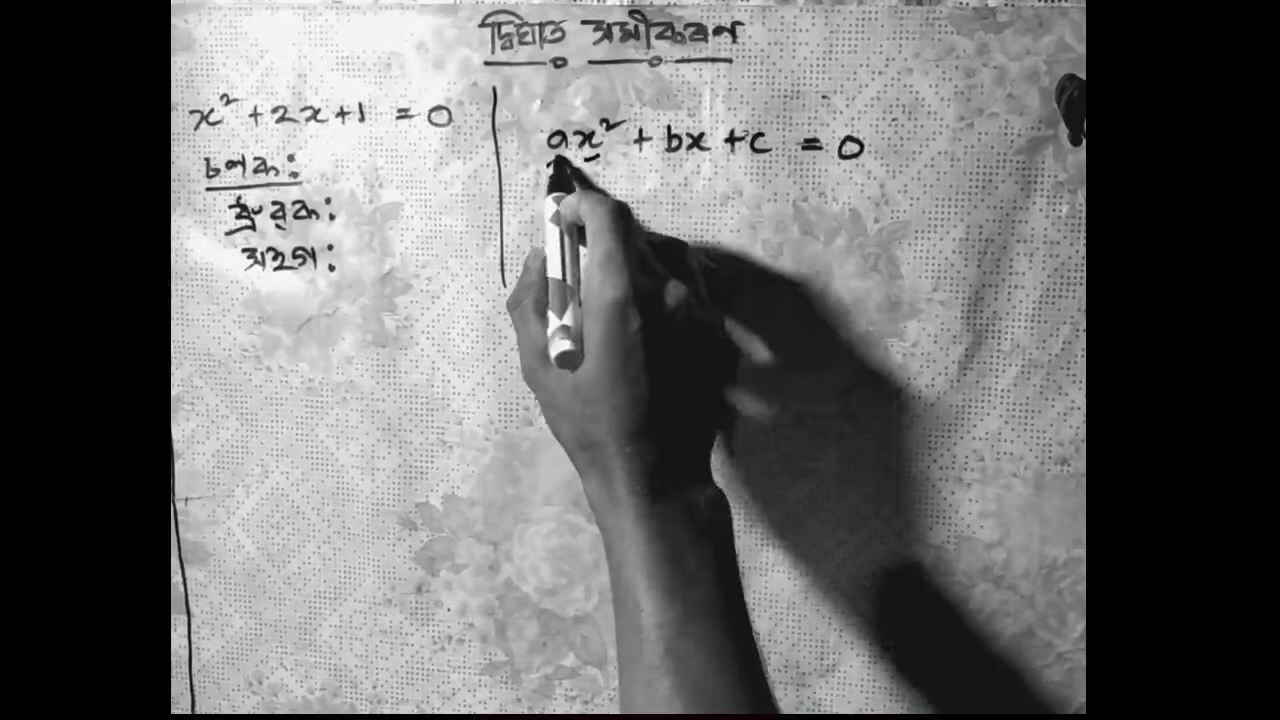 দ্বিঘাত সমীকরণ
x² + 2x + 1 = 0
চলক:
ধ্রুবক:
সহগ:
ax² + bx + c = 0